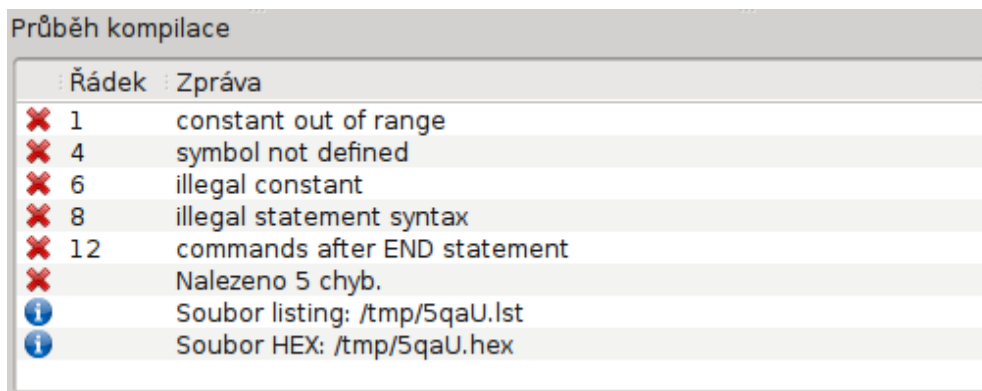 Průběh kompilace
Řádek Zpráva
1 constant out of range
4 symbol not defined
6 illegal constant
8 illegal statement syntax
12 commands after END statement
Nalezeno 5 chyb.
Soubor listing: /tmp/5qaU.lst
Soubor HEX: /tmp/5qaU.hex